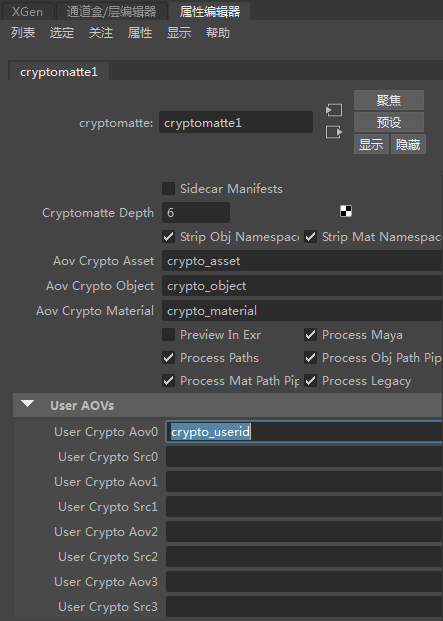 XGen 通道盒/层编辑器 属性编辑器
列表 选定 关注 属性 显示 帮助
cryptomatte1
聚焦
cryptomatte: cryptomatte1 预设
显示 隐藏
Sidecar Manifests
Cryptomatte Depth 6
Strip Obj Namespac Strip Mat Namespac
Aov Crypto Asset crypto_asset
Aov Crypto Object crypto_object
Aov Crypto Material crypto_material
Preview In Exr Process Maya
Process Paths Process Obj Path Pip
Process Mat Path Pip Process Legacy
User AOVs
User Crypto Aov0 crypto_userid
User Crypto Src0
User Crypto Aov1
User Crypto Src1
User Crypto Aov2
User Crypto Src2
User Crypto Aov3
User Crypto Src3